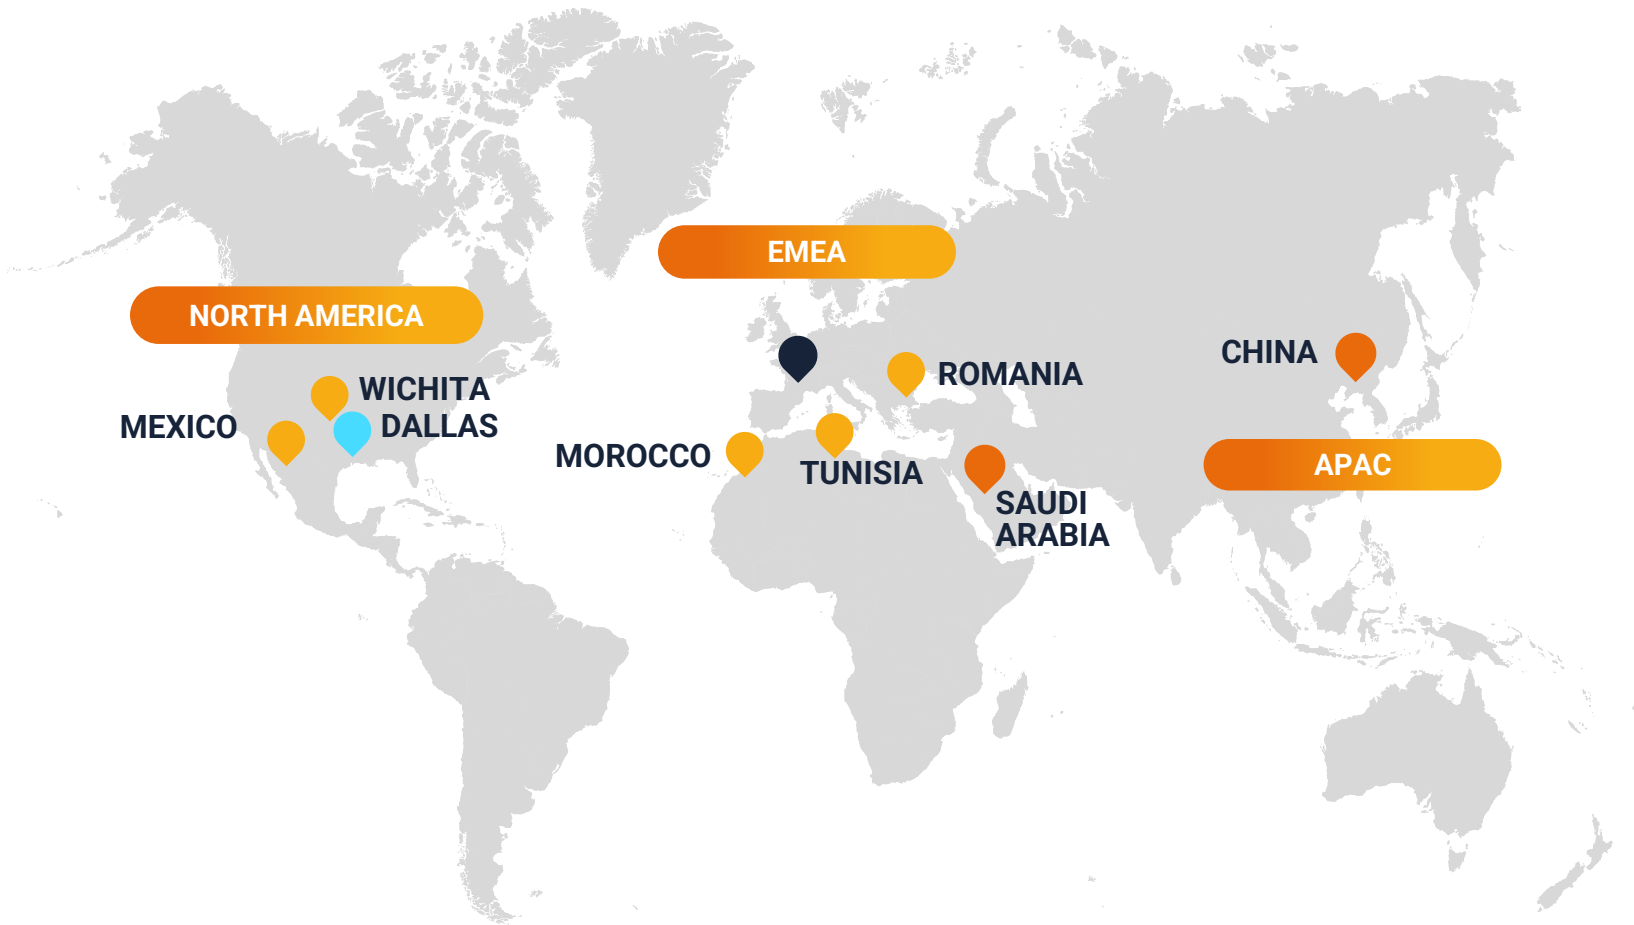 EMEA
NORTH AMERICA
CHINA
ROMANIA
WICHITA
MEXICO
DALLAS
MOROCCO
TUNISIA
APAC
SAUDI
ARABIA